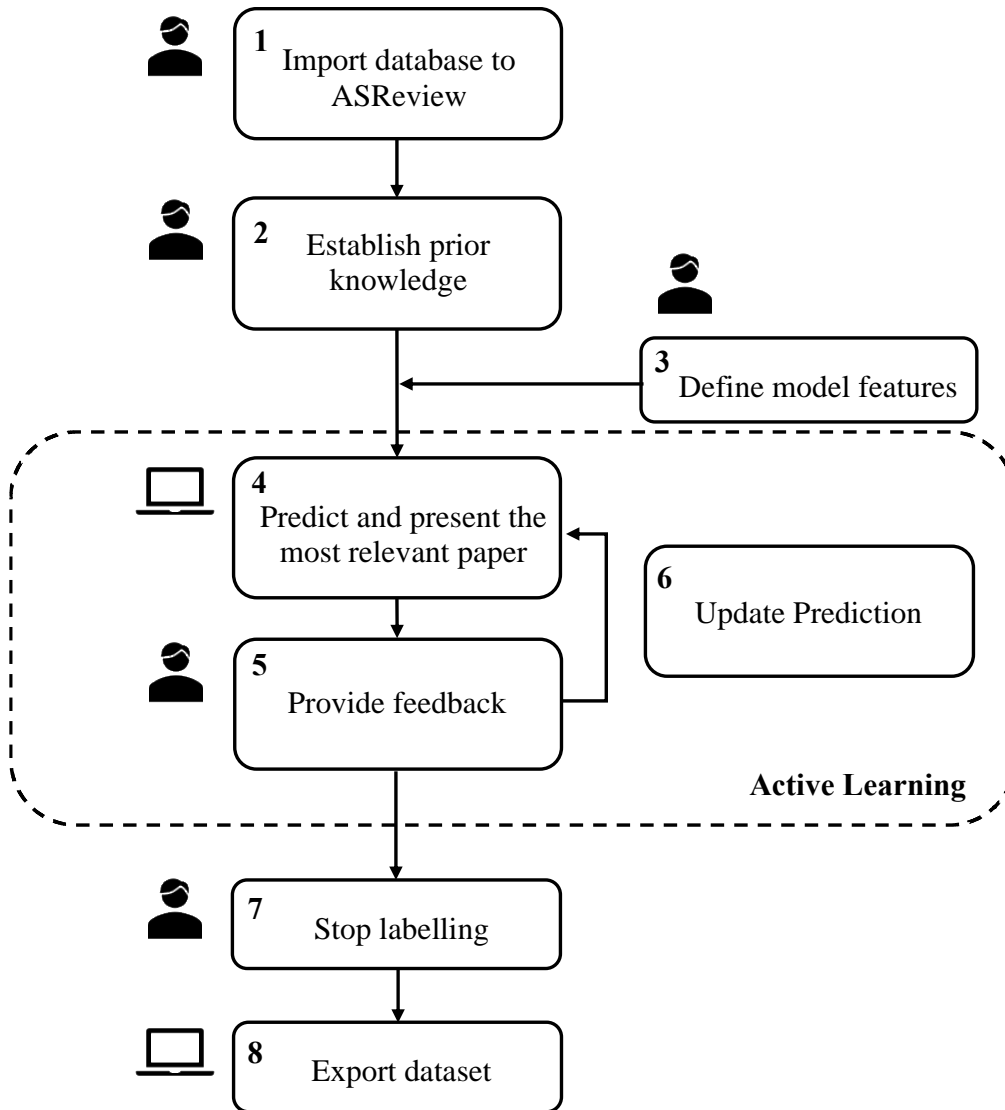 1
Import database to
ASReview
2
Establish prior
knowledge
3
Define model features
4
Predict and present the
most relevant paper
5
Provide feedback
6
Update Prediction
Active Learning
7
Stop labelling
8
Export dataset